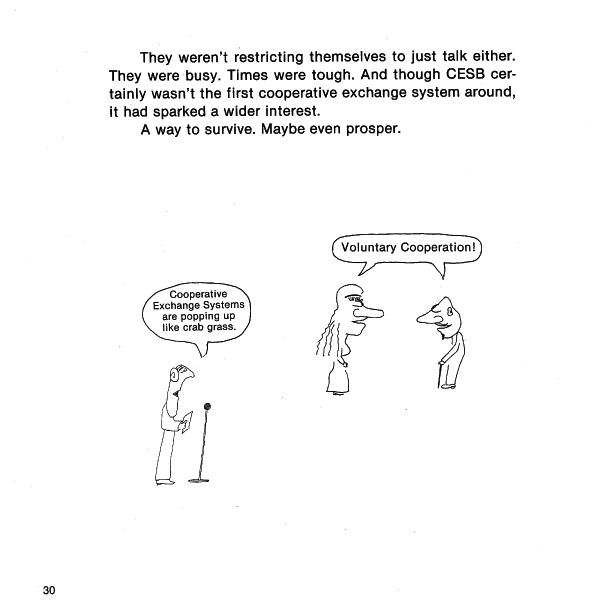 They weren't restricting themselves to just talk either.
They were busy. Times were tough. And though CESB cer-
tainly wasn't the first cooperative exchange system around,
it had sparked a wider interest.
A way to survive. Maybe even prosper.
Voluntary Cooperation!
Cooperative
Exchange Systems
are popping up
like crab grass.
30